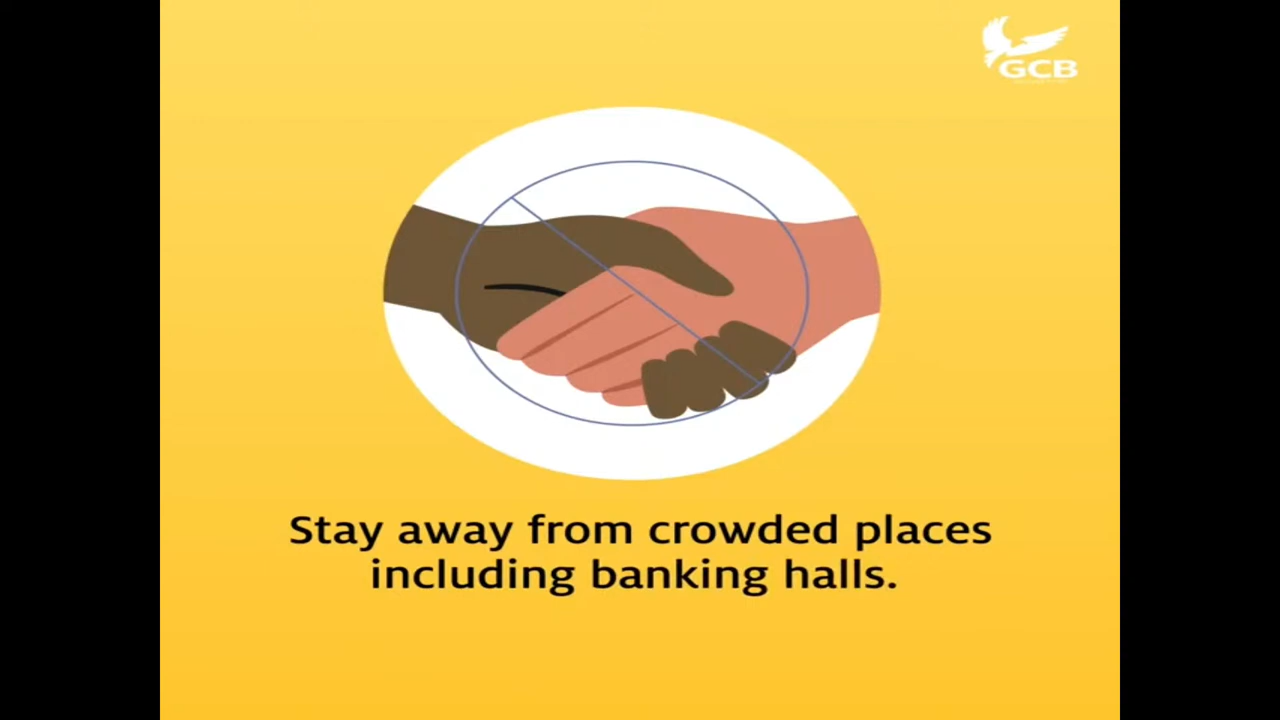 GCB
Stay away from crowded places
including banking halls.